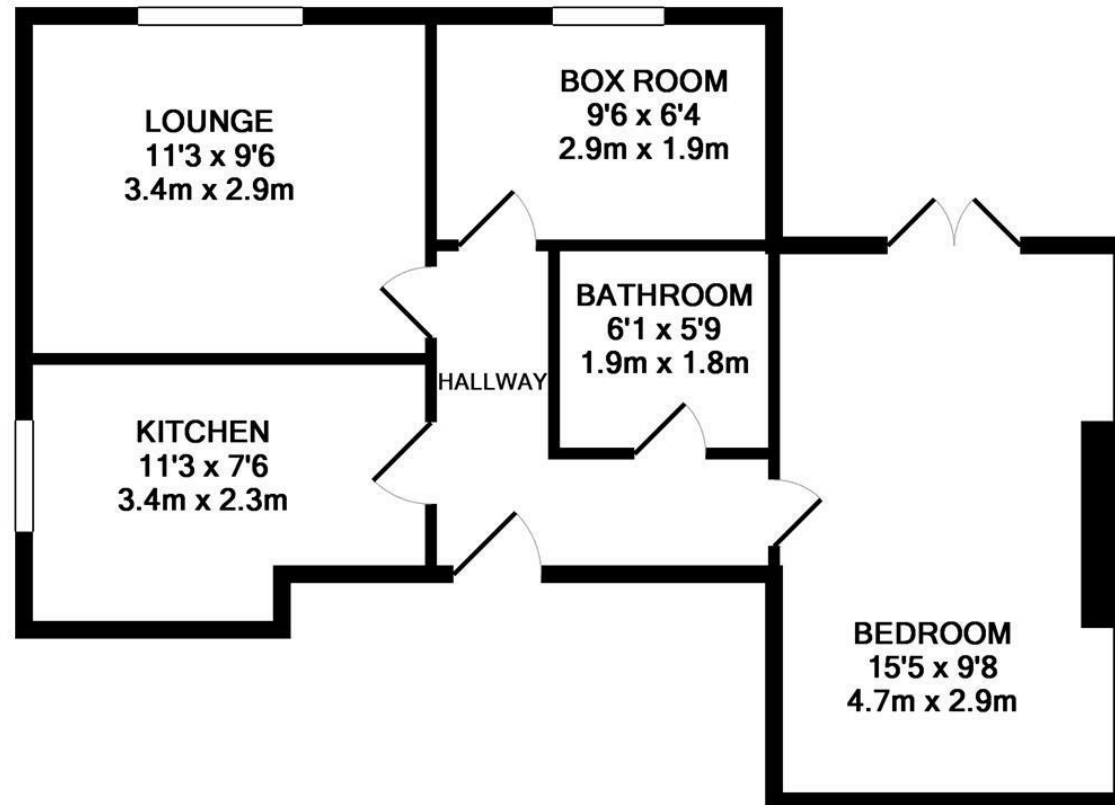 LOUNGE
11'3 x 9'6
3.4m x 2.9m
BOX ROOM
9'6 x 6'4
2.9m x 1.9m
BATHROOM
6'1 x 5'9
1.9m x 1.8m
HALLWAY
KITCHEN
11'3 x 7'6
3.4m x 2.3m
BEDROOM
15'5 x 9'8
4.7m x 2.9m